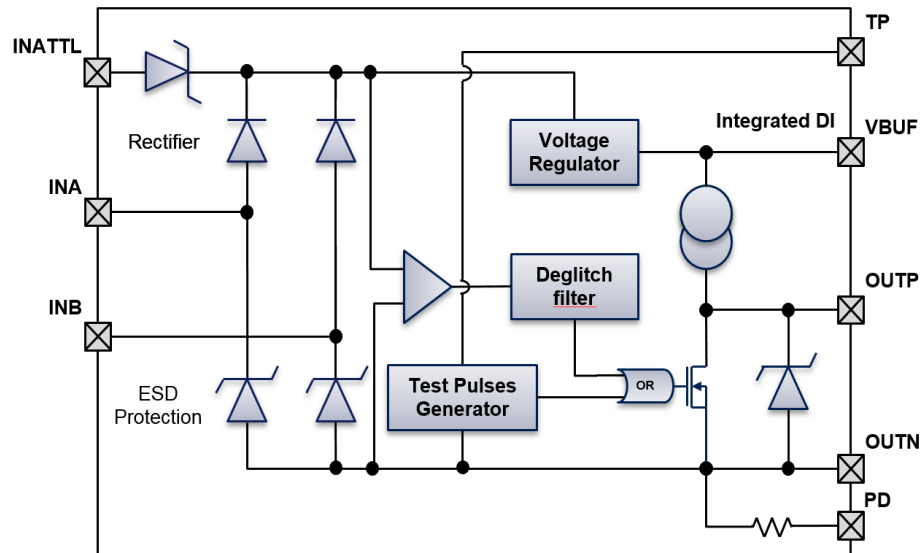 TP
INATTL
Integrated DI
VBUF
Rectifier
Voltage
Regulator
INA
Deglitch
filter
OUTP
INB
ESD
Protection
Test Pulses
Generator
OR
OUTN
PD